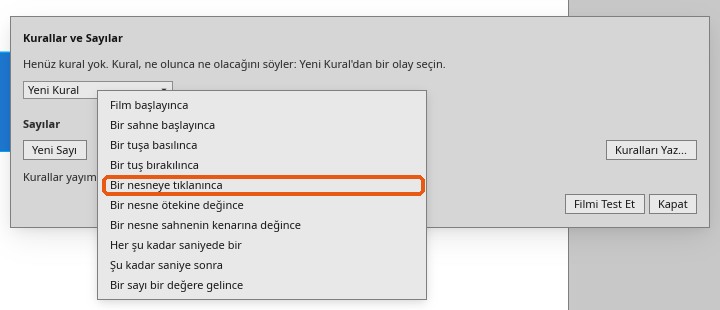 Kurallar ve Sayılar
Henüz kural yok. Kural, ne olunca ne olacağını söyler: Yeni Kural'dan bir olay seçin.
Yeni Kural
Film başlayınca
Bir sahne başlayınca
Sayılar
Bir tuşa basılınca
Yeni Sayı
Kuralları Yaz...
Bir tuş bırakılınca
Kurallar yayım
Bir nesneye tıklanınca
Bir nesne ötekine değince
Filmi Test Et
Kapat
Bir nesne sahnenin kenarına değince
Her şu kadar saniyede bir
Şu kadar saniye sonra
Bir sayı bir değere gelince